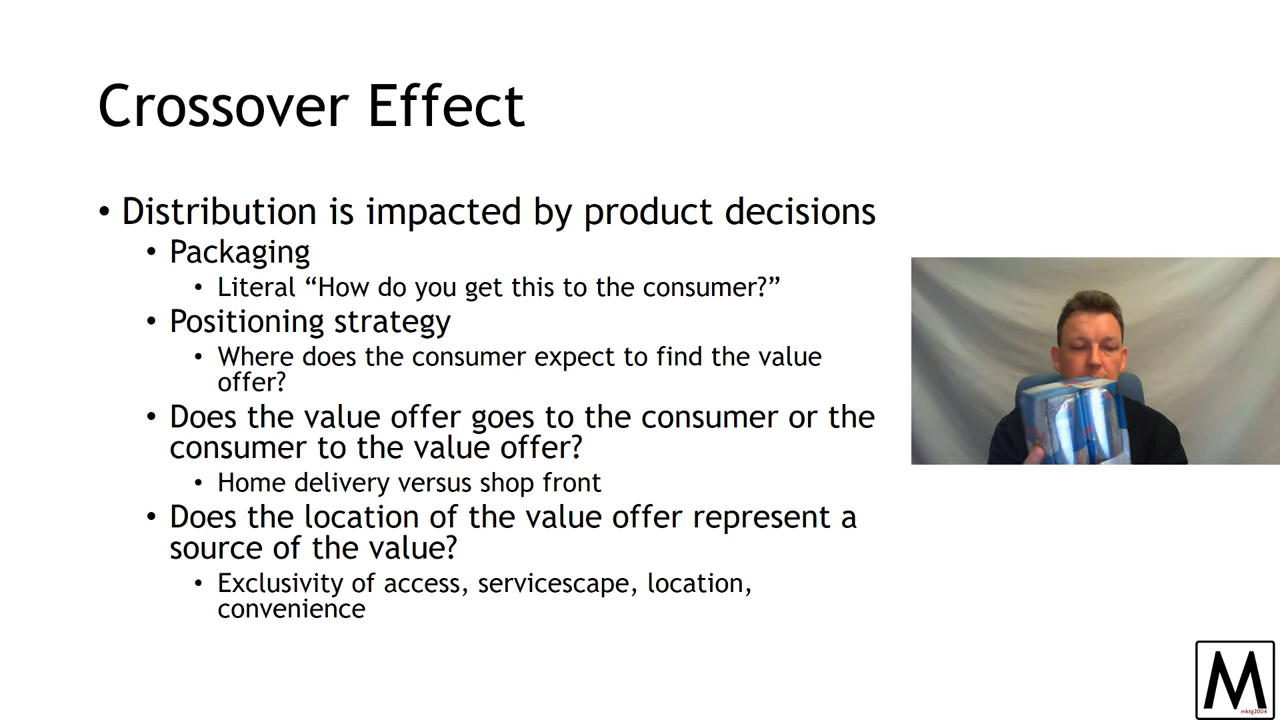 Crossover Effect
• Distribution is impacted by product decisions
• Packaging
• Literal “How do you get this to the consumer?”
• Positioning strategy
• Where does the consumer expect to find the value
offer?
• Does the value offer goes to the consumer or the
consumer to the value offer?
• Home delivery versus shop front
• Does the location of the value offer represent a
source of the value?
• Exclusivity of access, servicescape, location,
convenience
M
mktg2004